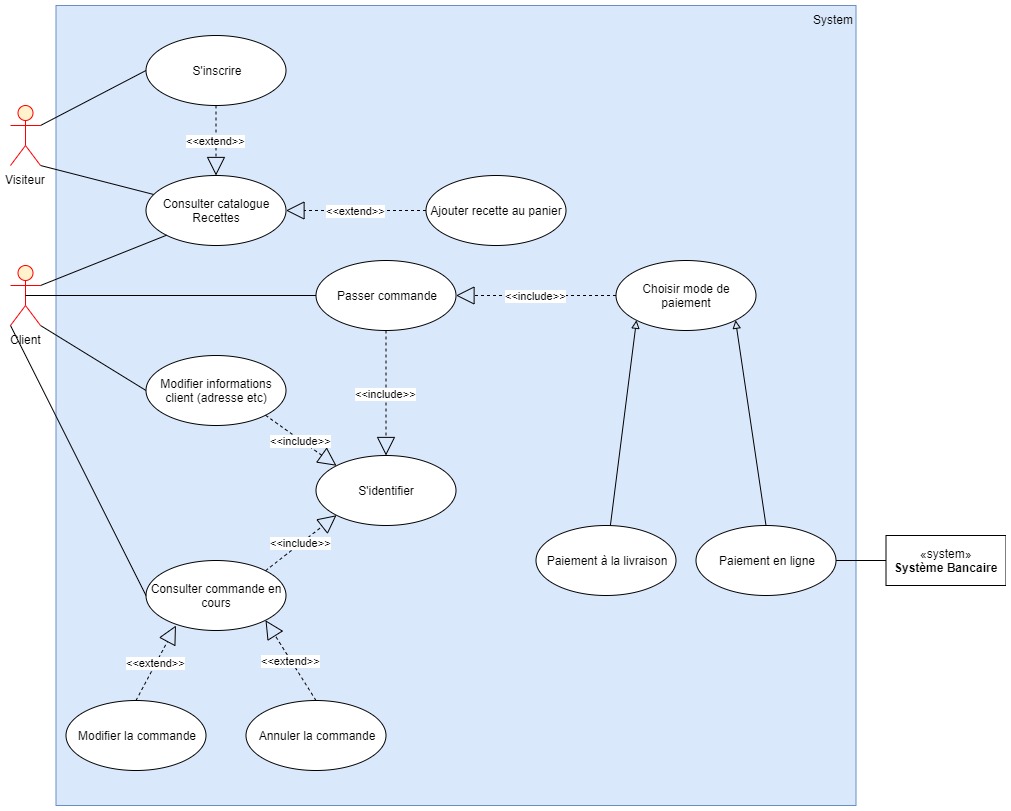 System
S'inscrire
<<extend>>
Visiteur
Consulter catalogue
Recettes
<<extend>>
Ajouter recette au panier
Client
Passer commande
<<include>>
Choisir mode de
paiement
Modifier informations
client (adresse etc)
<<include>>
<<include>>
S'identifier
<<include>>
Consulter commande en
cours
Paiement à la livraison
Paiement en ligne
«system»
Système Bancaire
<<extend>>
<<extend>>
Modifier la commande
Annuler la commande